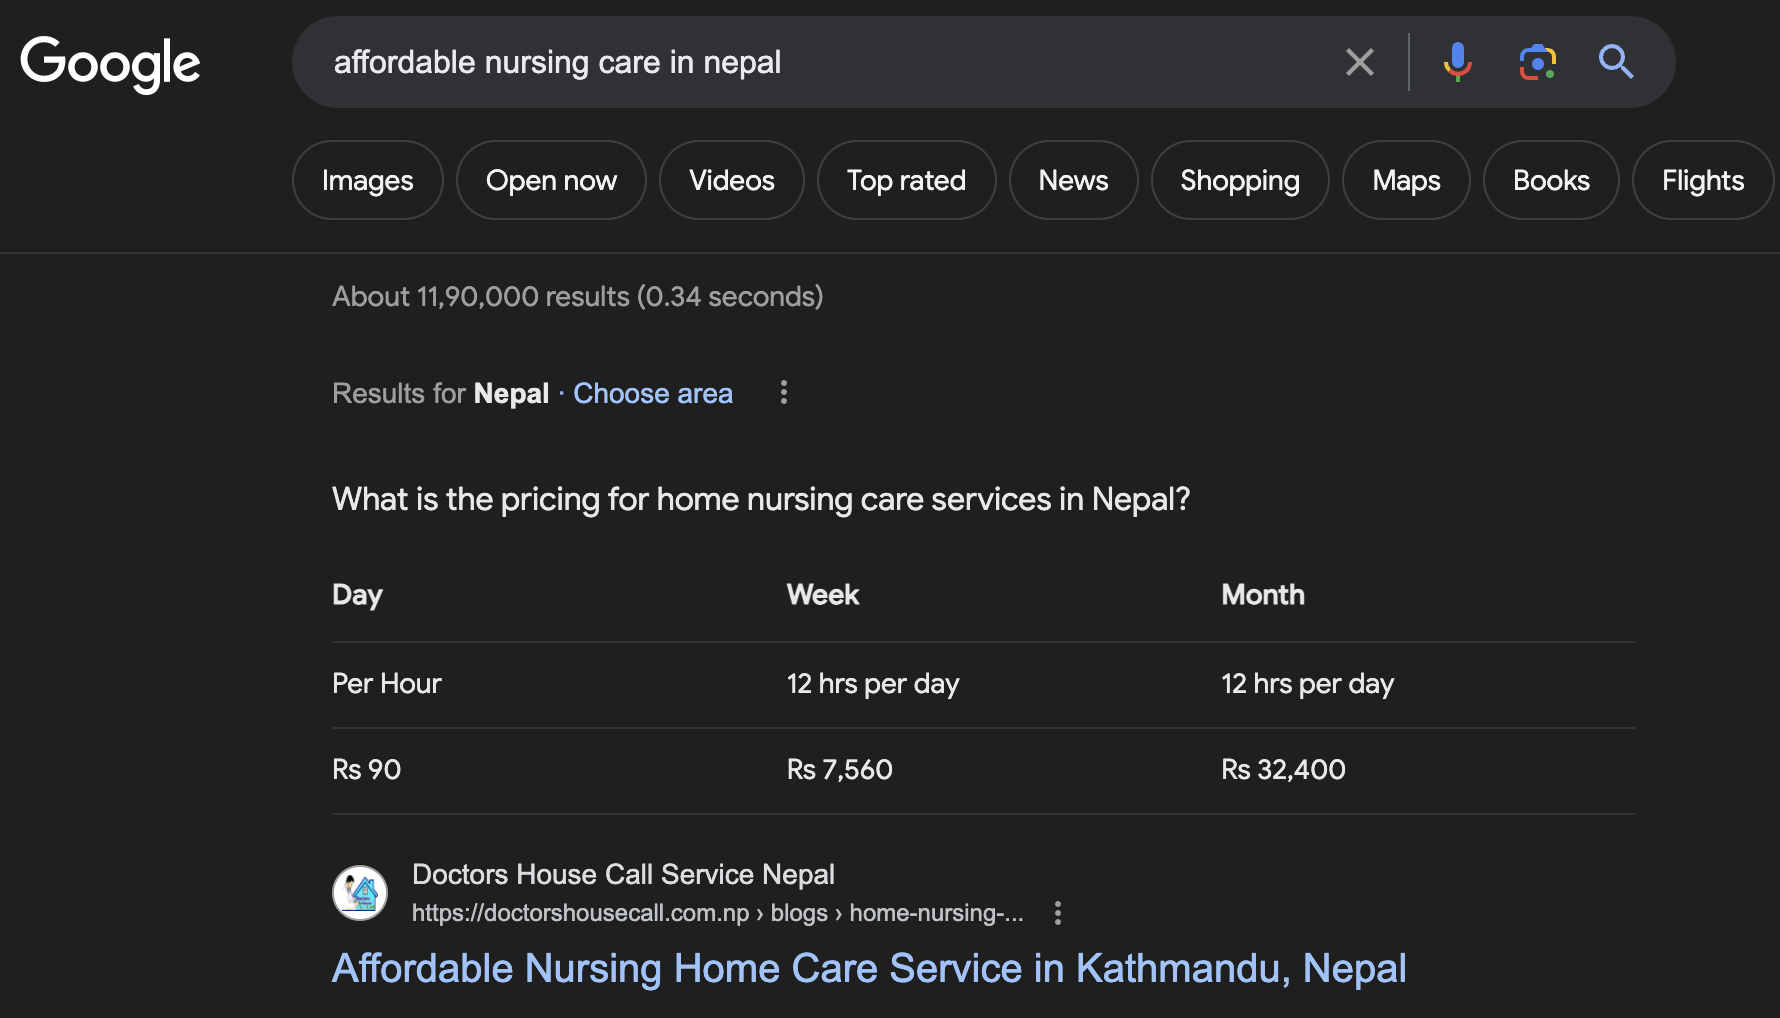 Google
affordable nursing care in nepal
Images Open now Videos Top rated News Shopping Maps Books Flights
About 11,90,000 results (0.34 seconds)
Results for Nepal · Choose area
What is the pricing for home nursing care services in Nepal?
Day Week Month
Per Hour 12 hrs per day 12 hrs per day
Rs 90 Rs 7,560 Rs 32,400
Doctors House Call Service Nepal
https://doctorshousecall.com.np › blogs › home-nursing-...
Affordable Nursing Home Care Service in Kathmandu, Nepal